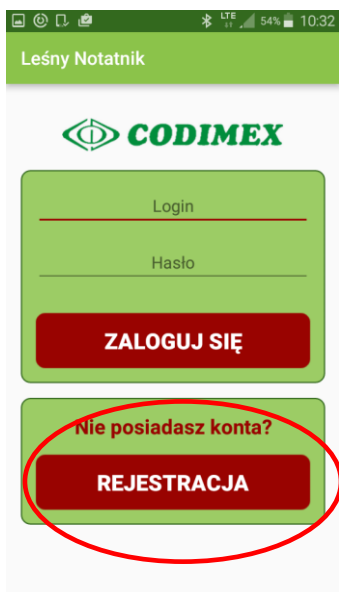 LTE 54% 10:32
Leśny Notatnik
CODIMEX
Login
Hasło
ZALOGUJ SIĘ
Nie posiadasz konta?
REJESTRACJA